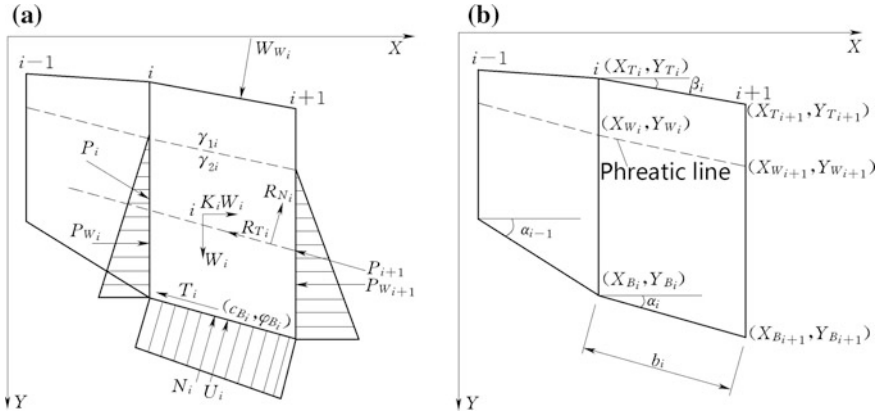 (a)
X
W_{W_i}
i−1
i
i+1
γ_{1i}
γ_{2i}
P_i
R_{N_i}
i
K_iW_i
R_{T_i}
P_{W_i}
W_i
P_{i+1}
P_{W_{i+1}}
T_i
(c_{B_i},φ_{B_i})
N_i
U_i
Y
(b)
X
i−1
i
(X_{T_i},Y_{T_i})
β_i
i+1
(X_{T_{i+1}},Y_{T_{i+1}})
(X_{W_i},Y_{W_i})
(X_{W_{i+1}},Y_{W_{i+1}})
Phreatic line
α_{i−1}
(X_{B_i},Y_{B_i})
α_i
(X_{B_{i+1}},Y_{B_{i+1}})
b_i
Y